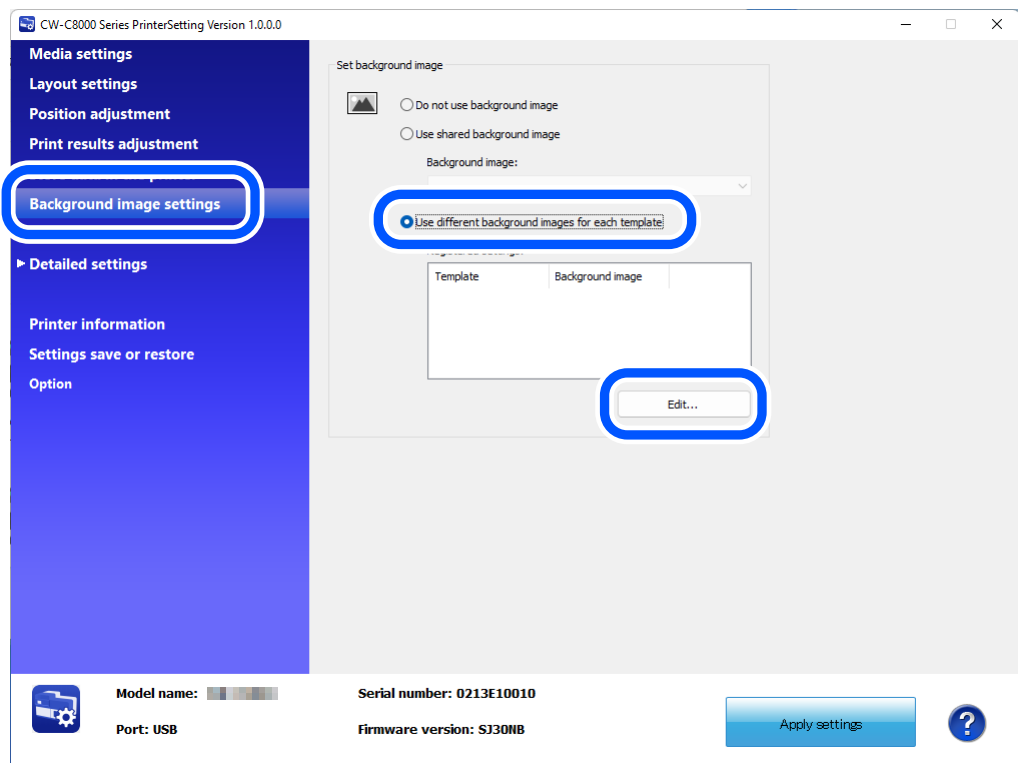 CW-C8000 Series PrinterSetting Version 1.0.0.0
Media settings
Layout settings
Position adjustment
Print results adjustment
Background image settings
Detailed settings
Printer information
Settings save or restore
Option
Set background image
Do not use background image
Use shared background image
Background image:
Use different background images for each template
Template Background image
Edit...
Model name:
Serial number: 0213E10010
Port: USB
Firmware version: SJ30NB
Apply settings
?